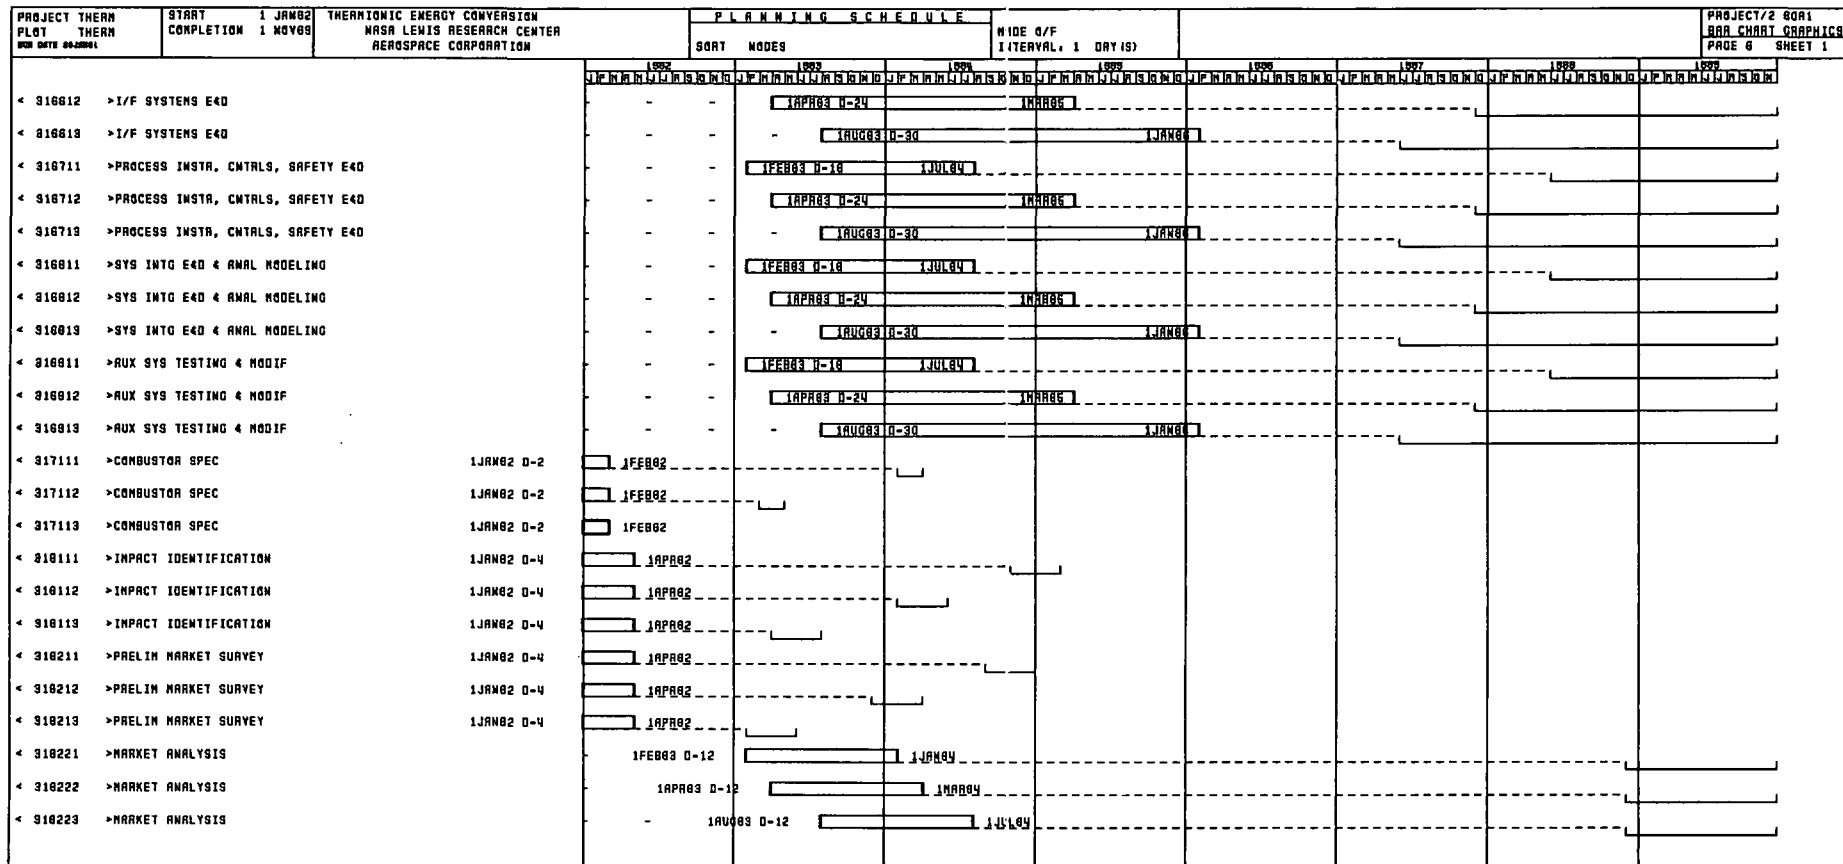 PROJECT THERM
PLOT THERM
RUN DATE
START 1 JAN82
COMPLETION 1 NOV89
THERMIONIC ENERGY CONVERSION
NASA LEWIS RESEARCH CENTER
AEROSPACE CORPORATION
PLANNING SCHEDULE
SORT NODES
NODE O/F
INTERVAL: 1 DAY(S)
PROJECT/2
BAR CHART GRAPHICS
PAGE 6 SHEET 1
1982 1983 1984 1985 1986 1987 1988 1989
J F M A M J J A S O N D J F M A M J J A S O N D J F M A M J J A S O N D J F M A M J J A S O N D J F M A M J J A S O N D J F M A M J J A S O N D J F M A M J J A S O N D J F M A M J J A S O N
< 316612 >I/F SYSTEMS E&D 1APR83 D-24 1MAR85
< 316613 >I/F SYSTEMS E&D 1AUG83 D-30 1JAN86
< 316711 >PROCESS INSTR, CNTRLS, SAFETY E&D 1FEB83 D-18 1JUL84
< 316712 >PROCESS INSTR, CNTRLS, SAFETY E&D 1APR83 D-24 1MAR85
< 316713 >PROCESS INSTR, CNTRLS, SAFETY E&D 1AUG83 D-30 1JAN86
< 316811 >SYS INTG E&D & ANAL MODELING 1FEB83 D-18 1JUL84
< 316812 >SYS INTG E&D & ANAL MODELING 1APR83 D-24 1MAR85
< 316813 >SYS INTG E&D & ANAL MODELING 1AUG83 D-30 1JAN86
< 316911 >AUX SYS TESTING & MODIF 1FEB83 D-18 1JUL84
< 316912 >AUX SYS TESTING & MODIF 1APR83 D-24 1MAR85
< 316913 >AUX SYS TESTING & MODIF 1AUG83 D-30 1JAN86
< 317111 >COMBUSTOR SPEC 1JAN82 D-2 1FEB82
< 317112 >COMBUSTOR SPEC 1JAN82 D-2 1FEB82
< 317113 >COMBUSTOR SPEC 1JAN82 D-2 1FEB82
< 318111 >IMPACT IDENTIFICATION 1JAN82 D-4 1APR82
< 318112 >IMPACT IDENTIFICATION 1JAN82 D-4 1APR82
< 318113 >IMPACT IDENTIFICATION 1JAN82 D-4 1APR82
< 318211 >PRELIM MARKET SURVEY 1JAN82 D-4 1APR82
< 318212 >PRELIM MARKET SURVEY 1JAN82 D-4 1APR82
< 318213 >PRELIM MARKET SURVEY 1JAN82 D-4 1APR82
< 318221 >MARKET ANALYSIS 1FEB83 D-12 1JAN84
< 318222 >MARKET ANALYSIS 1APR83 D-12 1MAR84
< 318223 >MARKET ANALYSIS 1AUG83 D-12 1JUL84